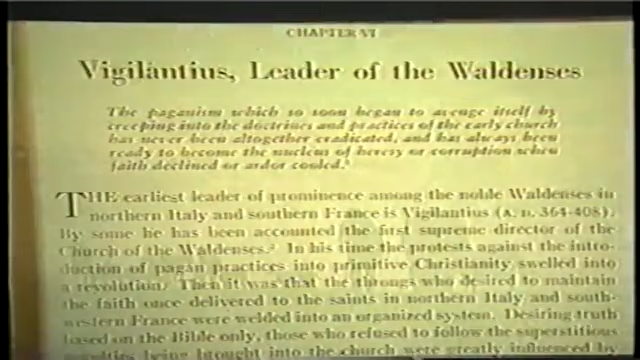 CHAPTER VI
Vigilantius, Leader of the Waldenses
The paganism which so soon began to avenge itself by
creeping into the doctrines and practices of the early church
has never been altogether eradicated, and has always been
ready to become the nucleus of heresy or corruption when
faith declined or ardor cooled.¹
THE earliest leader of prominence among the noble Waldenses in
northern Italy and southern France is Vigilantius (A. D. 364-408).
By some he has been accounted the first supreme director of the
Church of the Waldenses.² In his time the protests against the intro-
duction of pagan practices into primitive Christianity swelled into
a revolution. Then it was that the throngs who desired to maintain
the faith once delivered to the saints in northern Italy and south-
western France were welded into an organized system. Desiring truth
based on the Bible only, those who refused to follow the superstitious
novelties being brought into the church were greatly influenced by